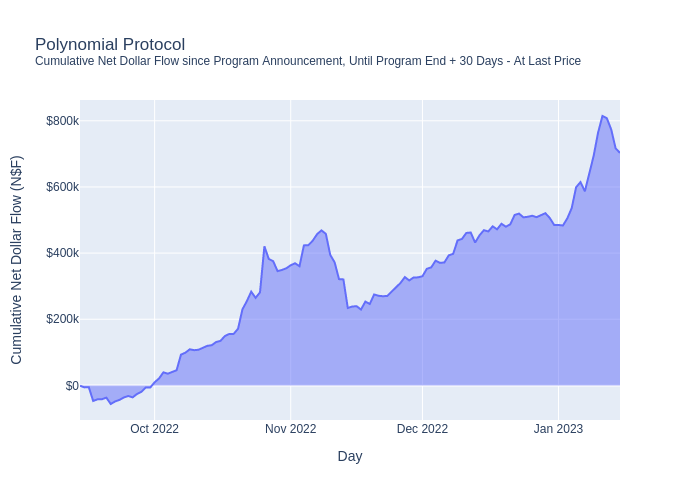 Polynomial Protocol
Cumulative Net Dollar Flow since Program Announcement, Until Program End + 30 Days - At Last Price
Cumulative Net Dollar Flow (N$F)
$800k
$600k
$400k
$200k
$0
Oct 2022
Nov 2022
Dec 2022
Jan 2023
Day